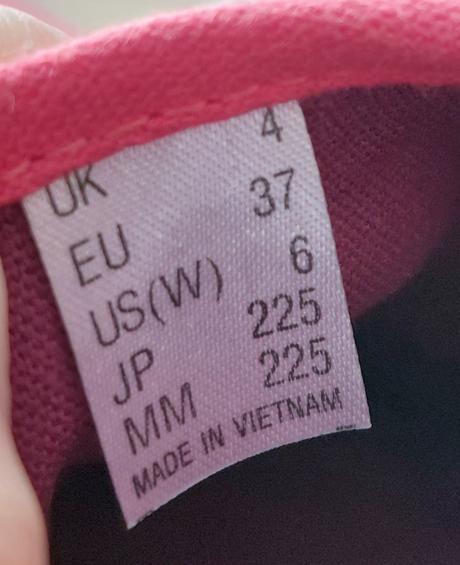 UK 4
EU 37
US(W) 6
JP 225
MM 225
MADE IN VIETNAM